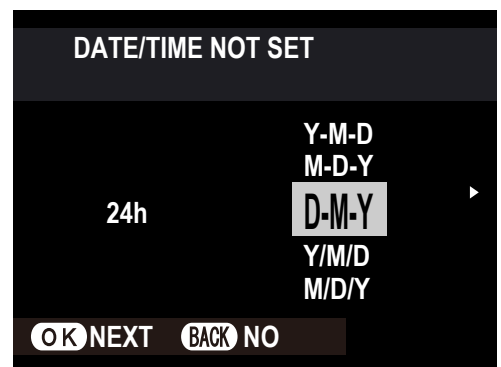 DATE/TIME NOT SET
Y-M-D
M-D-Y
24h D-M-Y
Y/M/D
M/D/Y
OK NEXT BACK NO